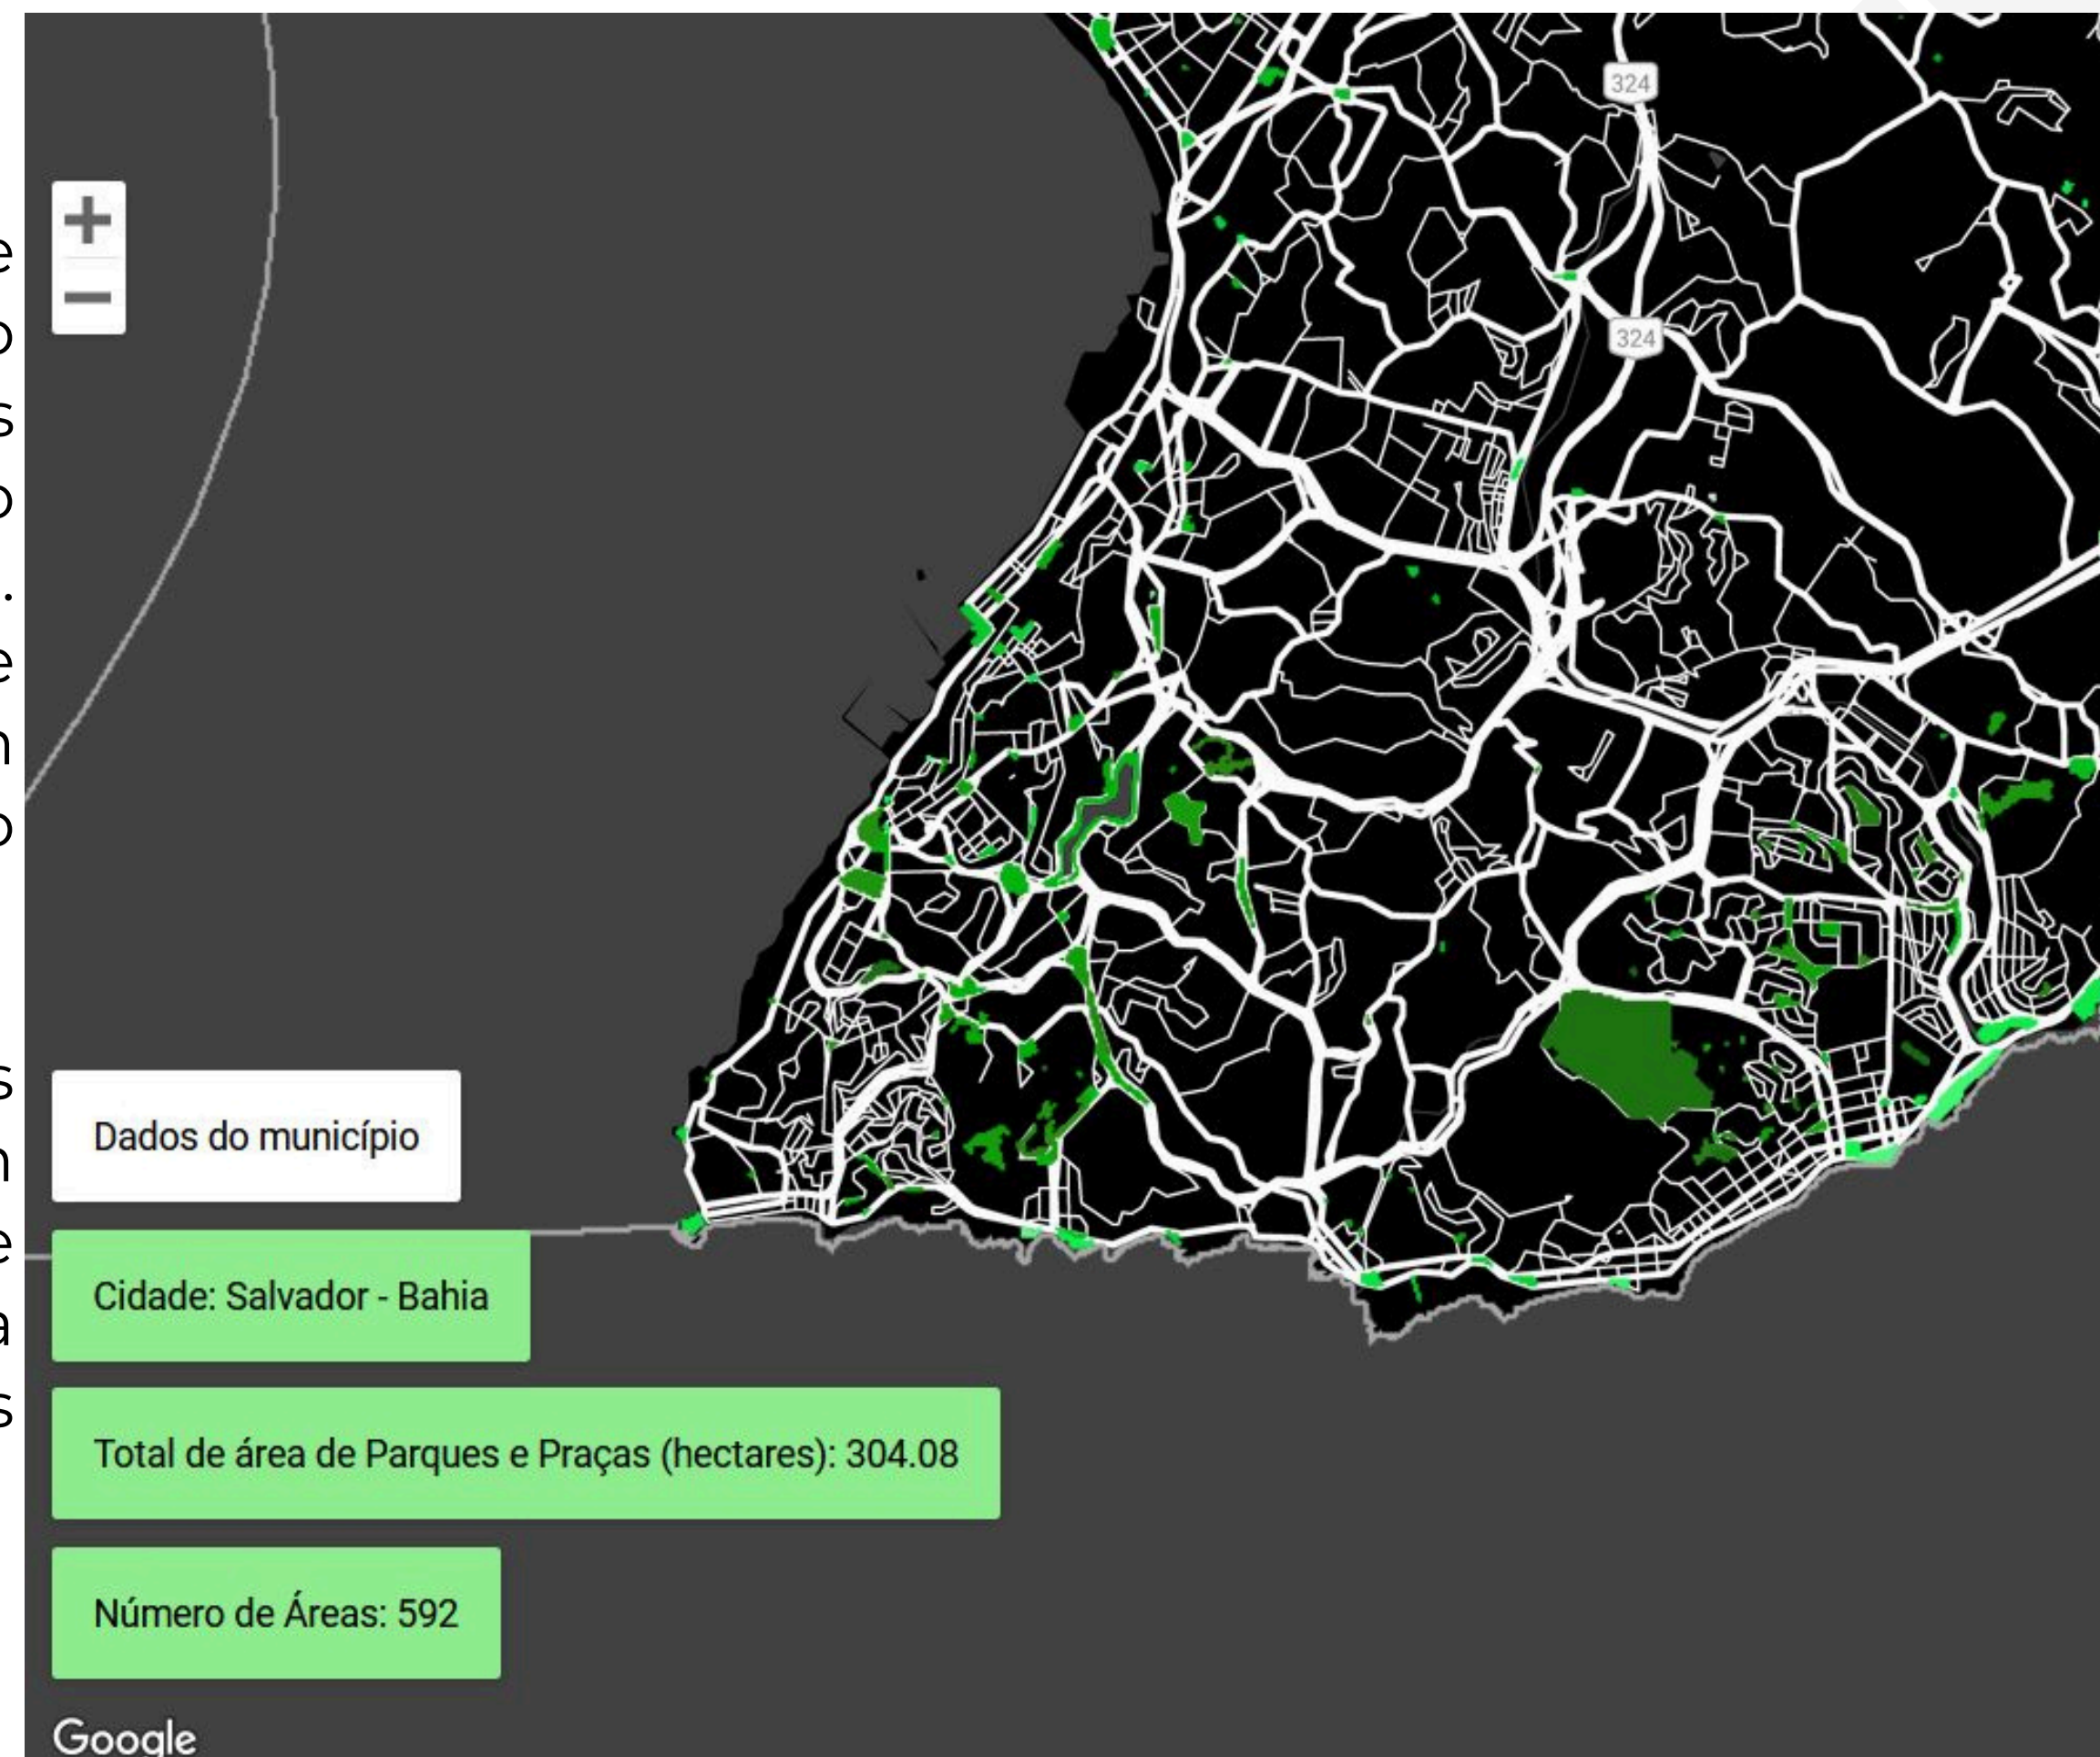 324
324
+
−
Dados do município
Cidade: Salvador - Bahia
Total de área de Parques e Praças (hectares): 304.08
Número de Áreas: 592
Google
e
o
s
o
.
e
n
o
s
n
e
a
s